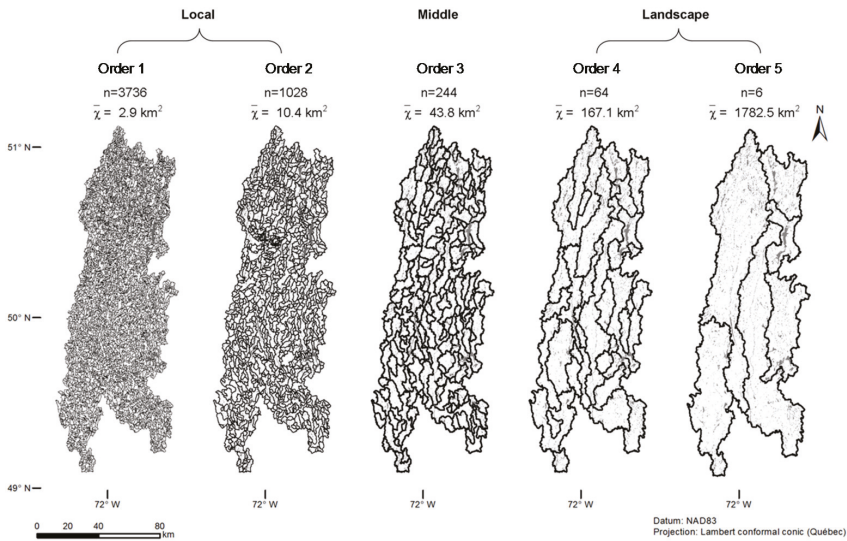 Local Middle Landscape
Order 1 Order 2 Order 3 Order 4 Order 5
n=3736 n=1028 n=244 n=64 n=6
χ̅ = 2.9 km² χ̅ = 10.4 km² χ̅ = 43.8 km² χ̅ = 167.1 km² χ̅ = 1782.5 km²
N
51° N
50° N
49° N
72° W 72° W 72° W 72° W 72° W
0 20 40 80
km
Datum: NAD83
Projection: Lambert conformal conic (Québec)